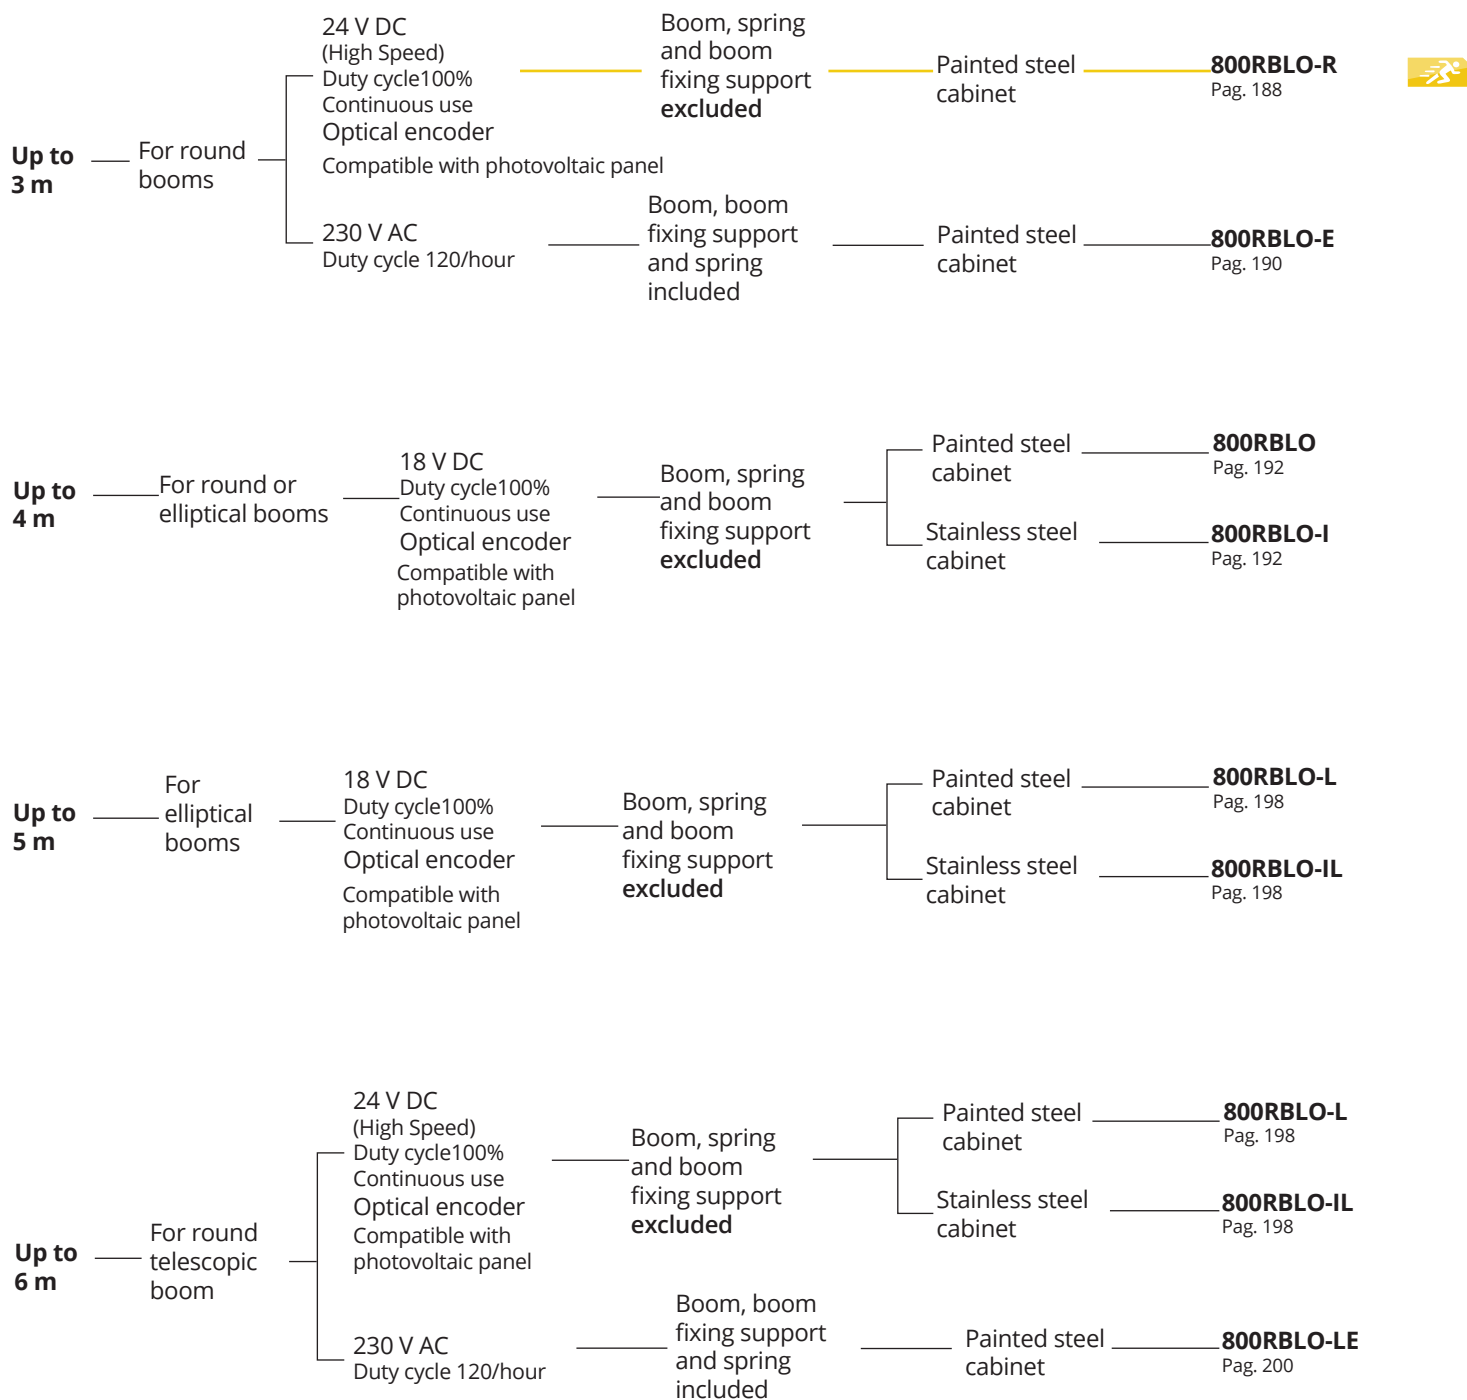 Up to
3 m
For round
booms
24 V DC
(High Speed)
Duty cycle100%
Continuous use
Optical encoder
Compatible with photovoltaic panel
Boom, spring
and boom
fixing support
excluded
Painted steel
cabinet
800RBLO-R
Pag. 188
230 V AC
Duty cycle 120/hour
Boom, boom
fixing support
and spring
included
Painted steel
cabinet
800RBLO-E
Pag. 190
Up to
4 m
For round or
elliptical booms
18 V DC
Duty cycle100%
Continuous use
Optical encoder
Compatible with
photovoltaic panel
Boom, spring
and boom
fixing support
excluded
Painted steel
cabinet
800RBLO
Pag. 192
Stainless steel
cabinet
800RBLO-I
Pag. 192
Up to
5 m
For
elliptical
booms
18 V DC
Duty cycle100%
Continuous use
Optical encoder
Compatible with
photovoltaic panel
Boom, spring
and boom
fixing support
excluded
Painted steel
cabinet
800RBLO-L
Pag. 198
Stainless steel
cabinet
800RBLO-IL
Pag. 198
Up to
6 m
For round
telescopic
boom
24 V DC
(High Speed)
Duty cycle100%
Continuous use
Optical encoder
Compatible with
photovoltaic panel
Boom, spring
and boom
fixing support
excluded
Painted steel
cabinet
800RBLO-L
Pag. 198
Stainless steel
cabinet
800RBLO-IL
Pag. 198
230 V AC
Duty cycle 120/hour
Boom, boom
fixing support
and spring
included
Painted steel
cabinet
800RBLO-LE
Pag. 200